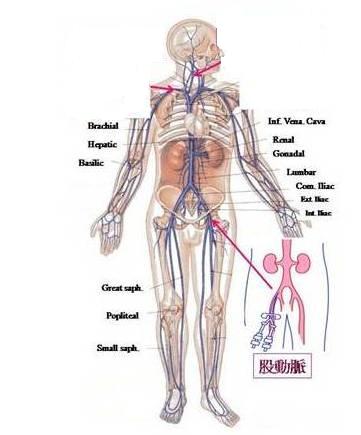 Brachial
Hepatic
Basilic
Inf. Vena. Cava
Renal
Gonadal
Lumbar
Com. Iliac
Ext. Iliac
Int. Iliac
Great saph.
Popliteal
Small saph.
股動脈